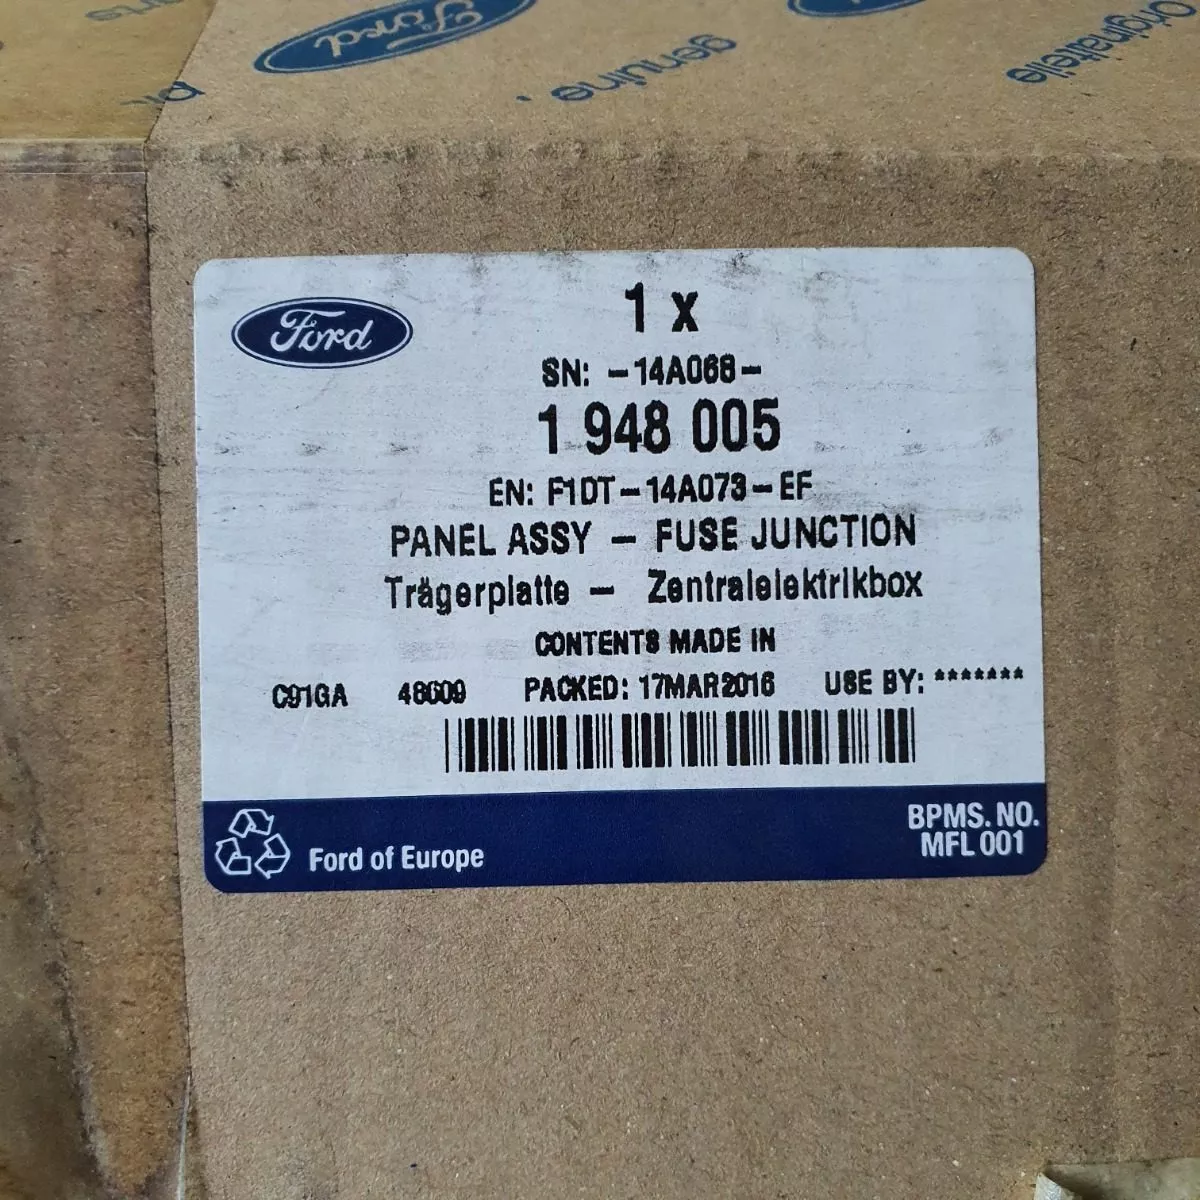 Ford
genuine,
Originalteile
Ford
1 x
SN: -14A068-
1 948 005
EN: F1DT-14A073-EF
PANEL ASSY - FUSE JUNCTION
Trägerplatte - Zentralelektrikbox
CONTENTS MADE IN
C91GA 48609 PACKED: 17MAR2016 USE BY: *******
Ford of Europe
BPMS. NO.
MFL 001